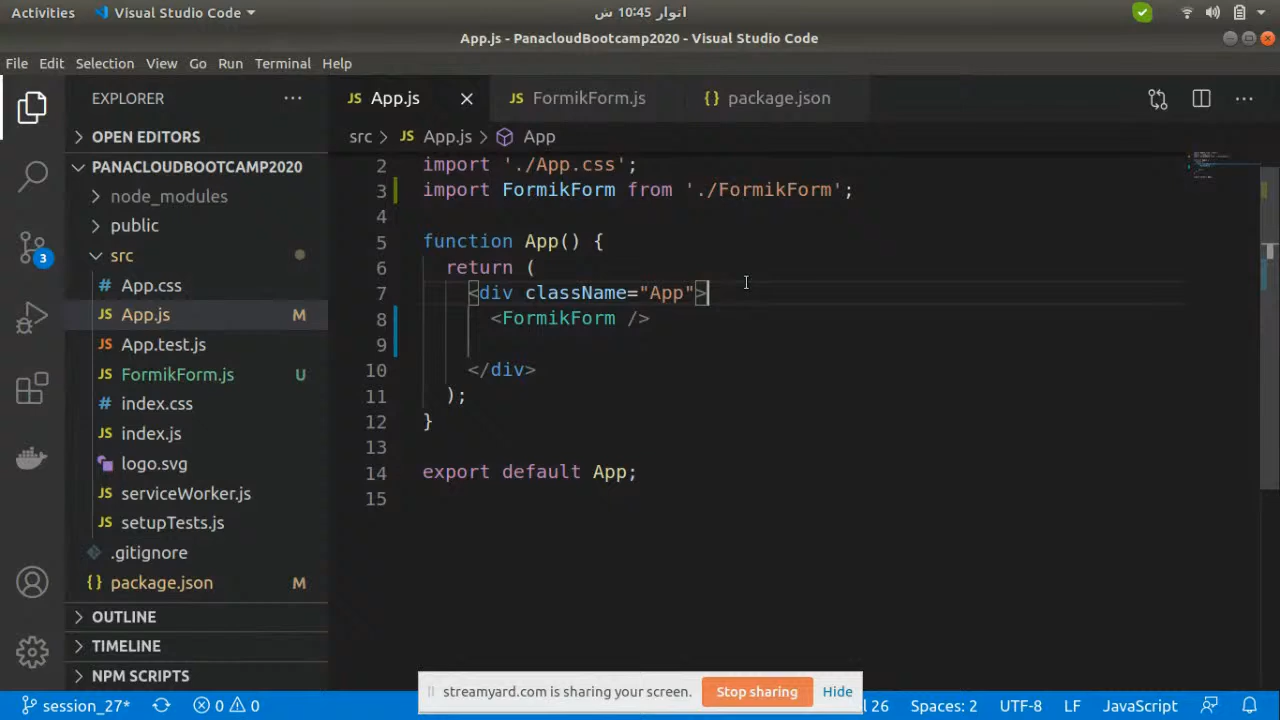 Activities
Visual Studio Code
اتوار 10:45 ش
App.js - PanacloudBootcamp2020 - Visual Studio Code
File Edit Selection View Go Run Terminal Help
EXPLORER
JS App.js
JS FormikForm.js
{} package.json
OPEN EDITORS
src > JS App.js > App
PANACLOUDBOOTCAMP2020
node_modules
public
src
# App.css
JS App.js M
JS App.test.js
JS FormikForm.js U
# index.css
JS index.js
logo.svg
JS serviceWorker.js
JS setupTests.js
.gitignore
{} package.json M
OUTLINE
TIMELINE
NPM SCRIPTS
3
2 import './App.css';
3 import FormikForm from './FormikForm';
4
5 function App() {
6 return (
7 <div className="App">
8 <FormikForm />
9
10 </div>
11 );
12 }
13
14 export default App;
15
streamyard.com is sharing your screen. Stop sharing Hide
session_27* 0 0 26 Spaces: 2 UTF-8 LF JavaScript